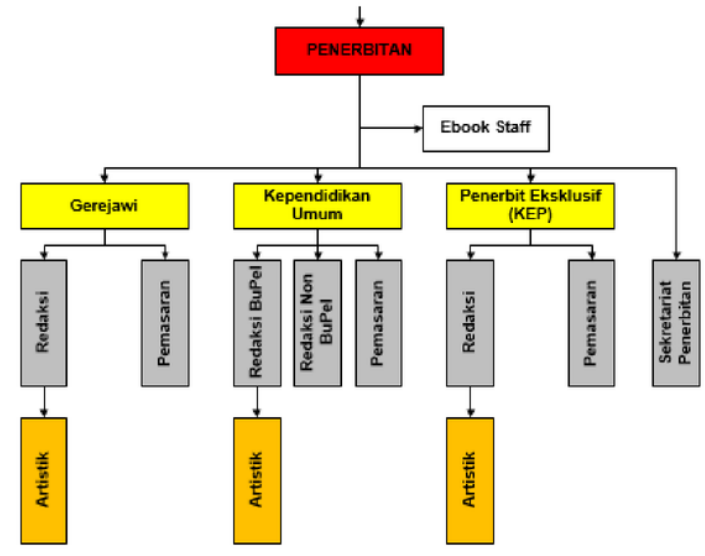 PENERBITAN
Ebook Staff
Gerejawi
Kependidikan
Umum
Penerbit Eksklusif
(KEP)
Redaksi
Pemasaran
Redaksi BuPel
Redaksi Non
BuPel
Pemasaran
Redaksi
Pemasaran
Sekretariat
Penerbitan
Artistik
Artistik
Artistik